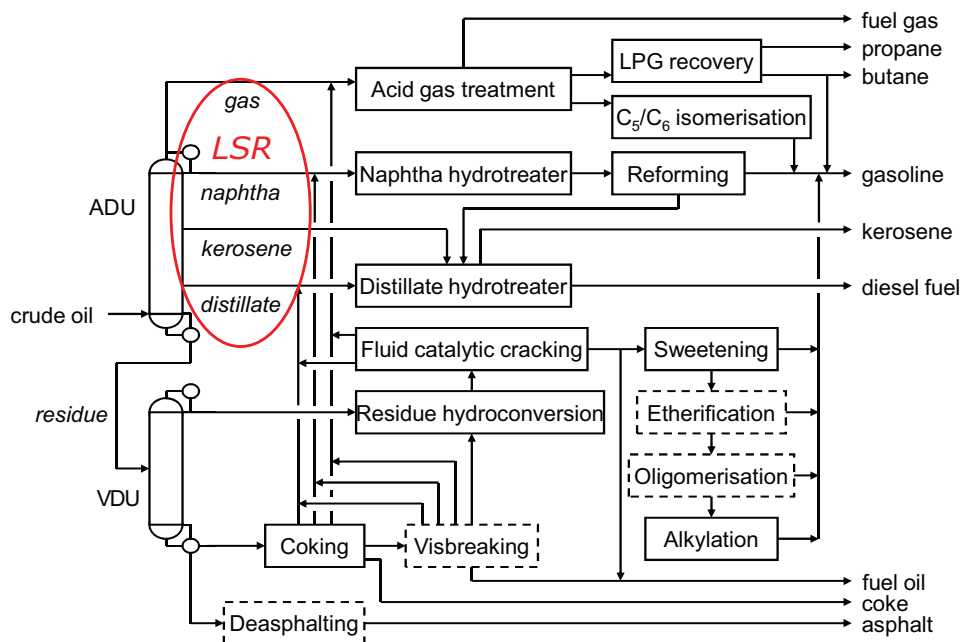 fuel gas
propane
LPG recovery
butane
Acid gas treatment
gas
C5/C6 isomerisation
LSR
Naphtha hydrotreater
Reforming
gasoline
naphtha
ADU
kerosene
kerosene
Distillate hydrotreater
diesel fuel
distillate
crude oil
Fluid catalytic cracking
Sweetening
residue
Residue hydroconversion
Etherification
Oligomerisation
VDU
Coking
Visbreaking
Alkylation
fuel oil
coke
Deasphalting
asphalt